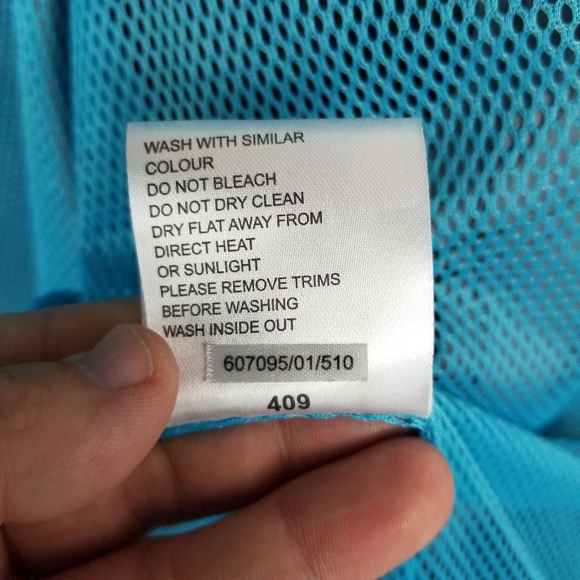 WASH WITH SIMILAR
COLOUR
DO NOT BLEACH
DO NOT DRY CLEAN
DRY FLAT AWAY FROM
DIRECT HEAT
OR SUNLIGHT
PLEASE REMOVE TRIMS
BEFORE WASHING
WASH INSIDE OUT
607095/01/510
409